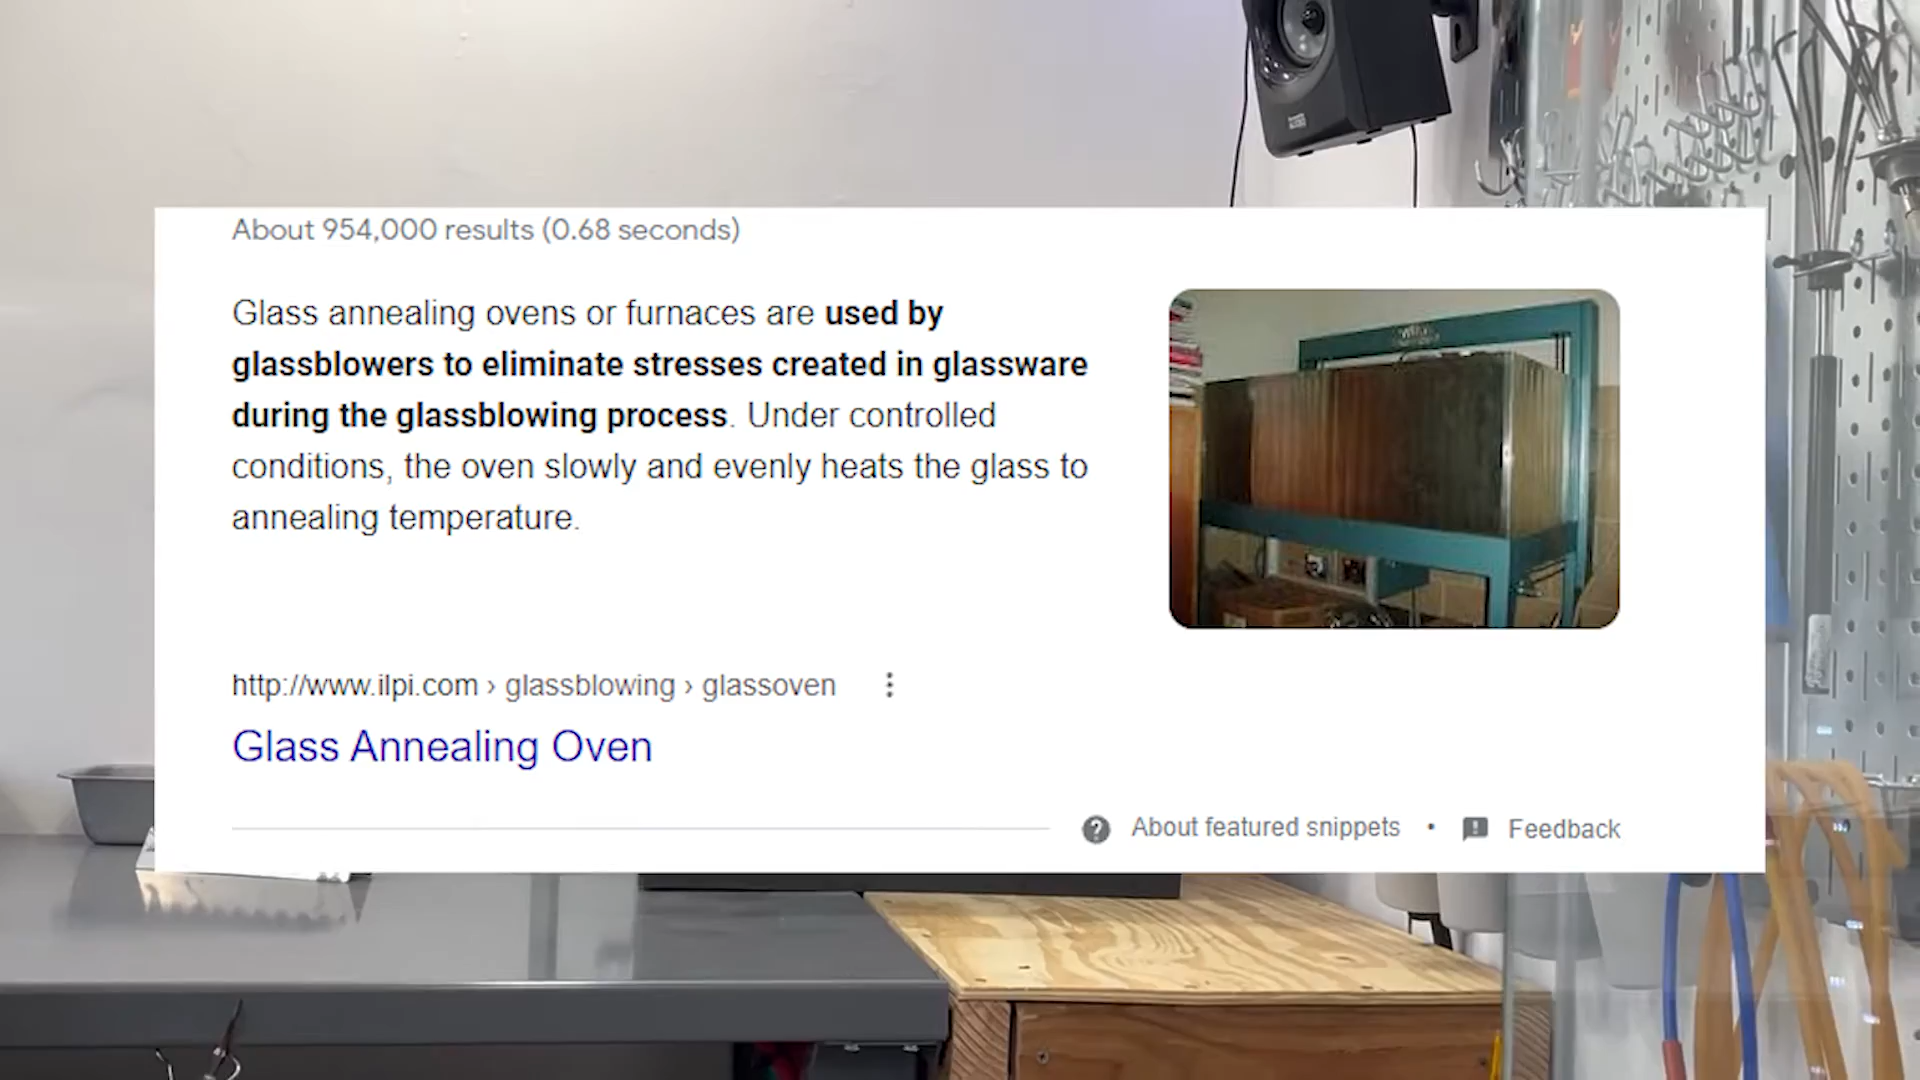 About 954,000 results (0.68 seconds)
Glass annealing ovens or furnaces are used by
glassblowers to eliminate stresses created in glassware
during the glassblowing process. Under controlled
conditions, the oven slowly and evenly heats the glass to
annealing temperature.
http://www.ilpi.com › glassblowing › glassoven
Glass Annealing Oven
About featured snippets • Feedback